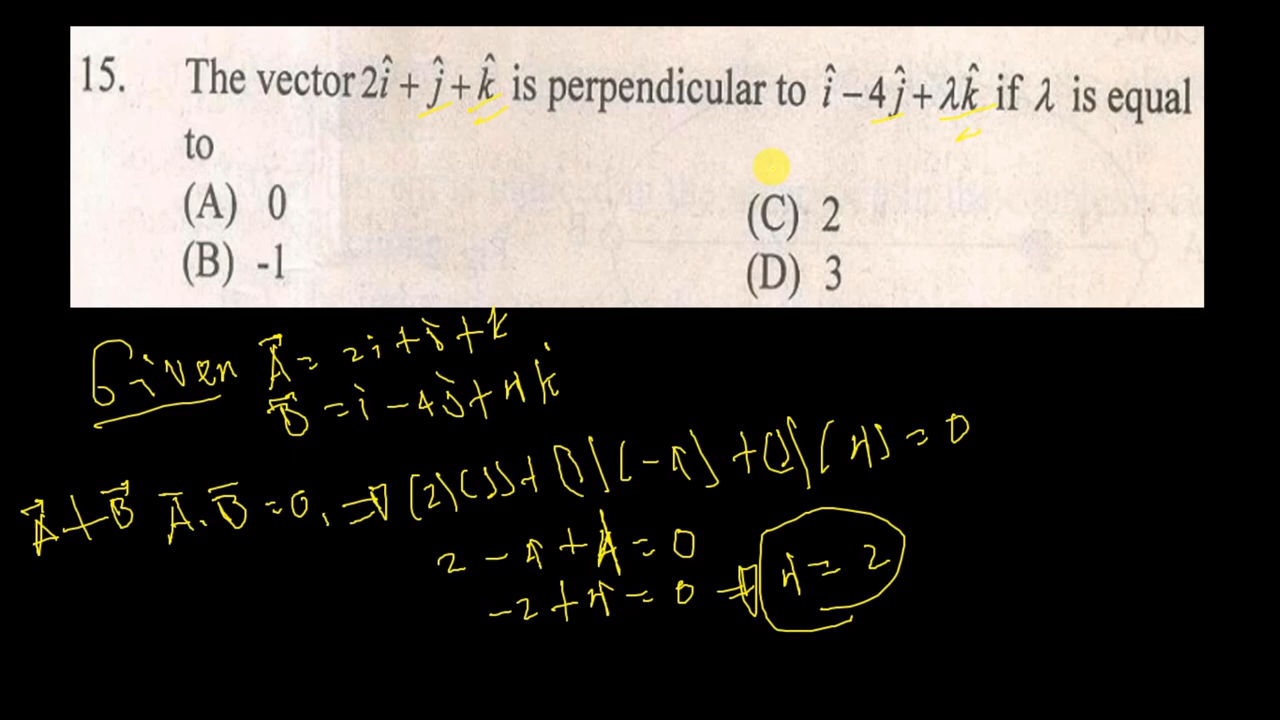 15. The vector 2î + ĵ + k̂ is perpendicular to î − 4ĵ + λk̂ if λ is equal
to
(A) 0
(C) 2
(B) -1
(D) 3
Given A⃗ = 2i + j + k
B⃗ = i − 4j + λk
A⃗ ⊥ B⃗ A⃗.B⃗ = 0, ⇒ (2)(1) + (1)(−4) + (1)(λ) = 0
2 − 4 + λ = 0
−2 + λ = 0 ⇒ λ = 2